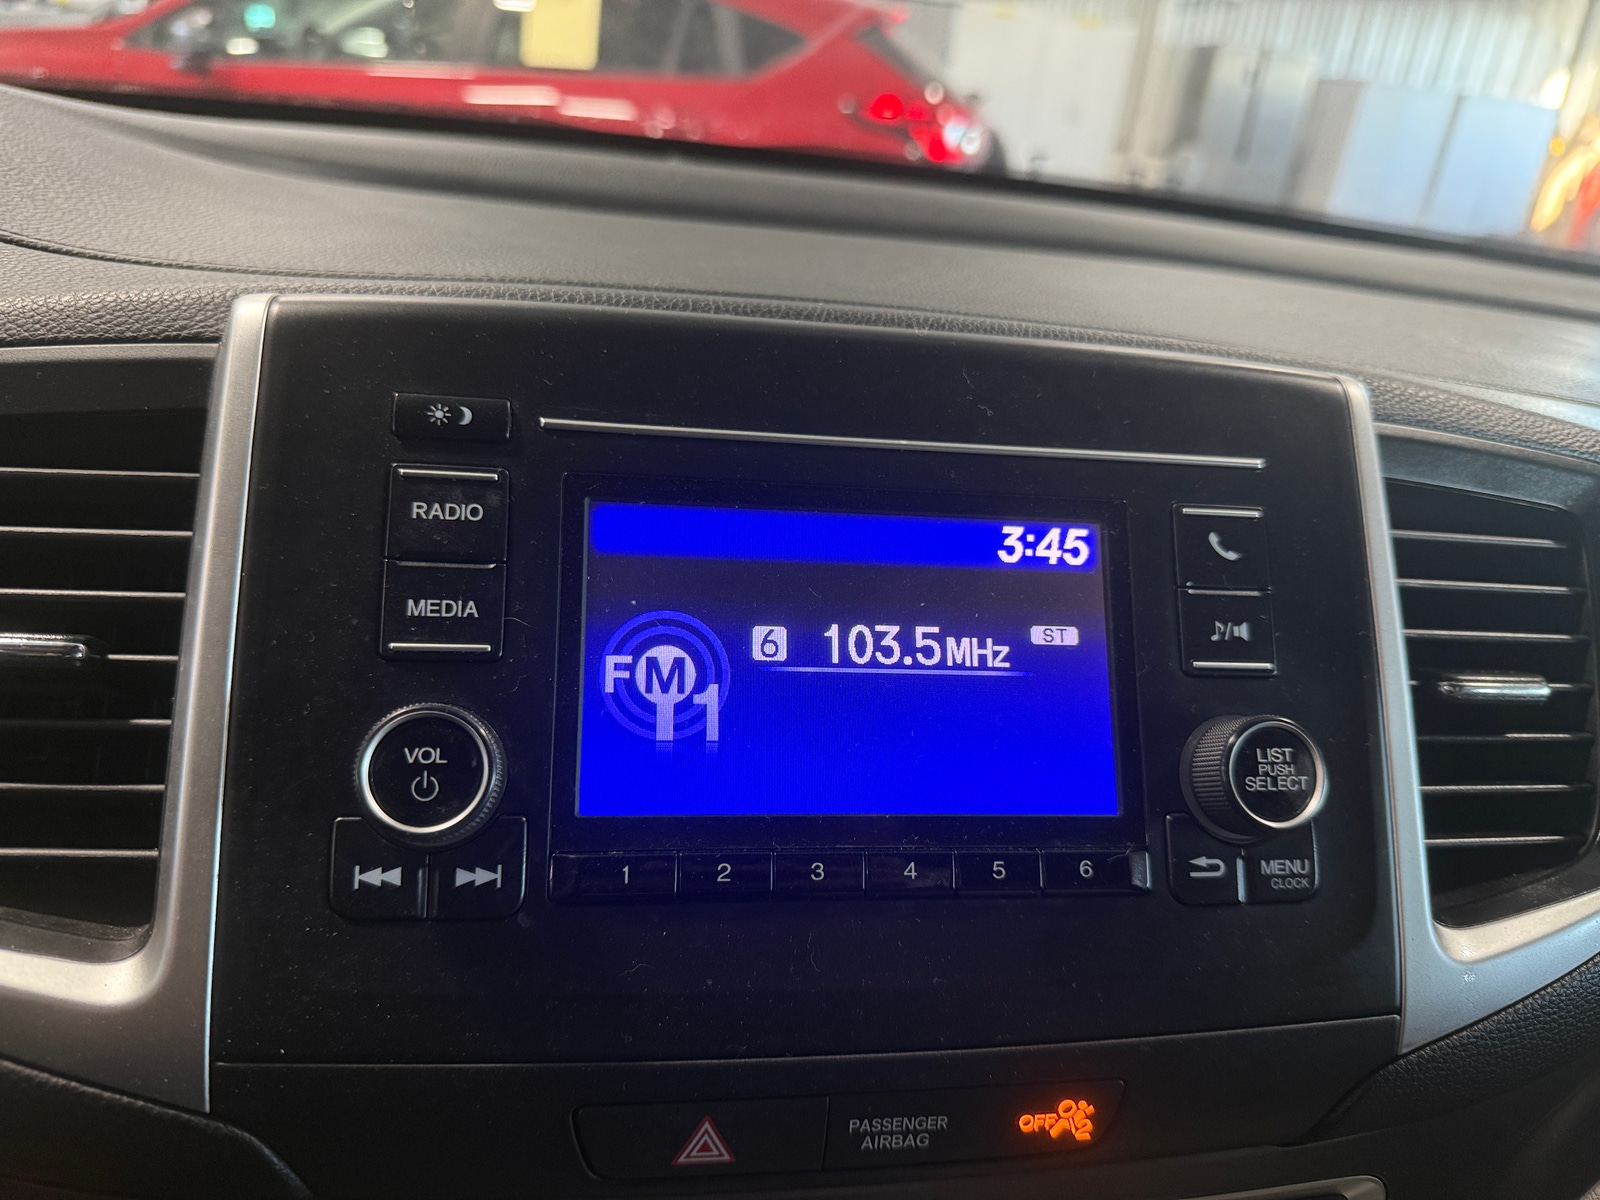 RADIO
MEDIA
VOL
3:45
FM1
6 103.5MHz ST
LIST
PUSH
SELECT
1 2 3 4 5 6
MENU
CLOCK
PASSENGER
AIRBAG
OFF 2